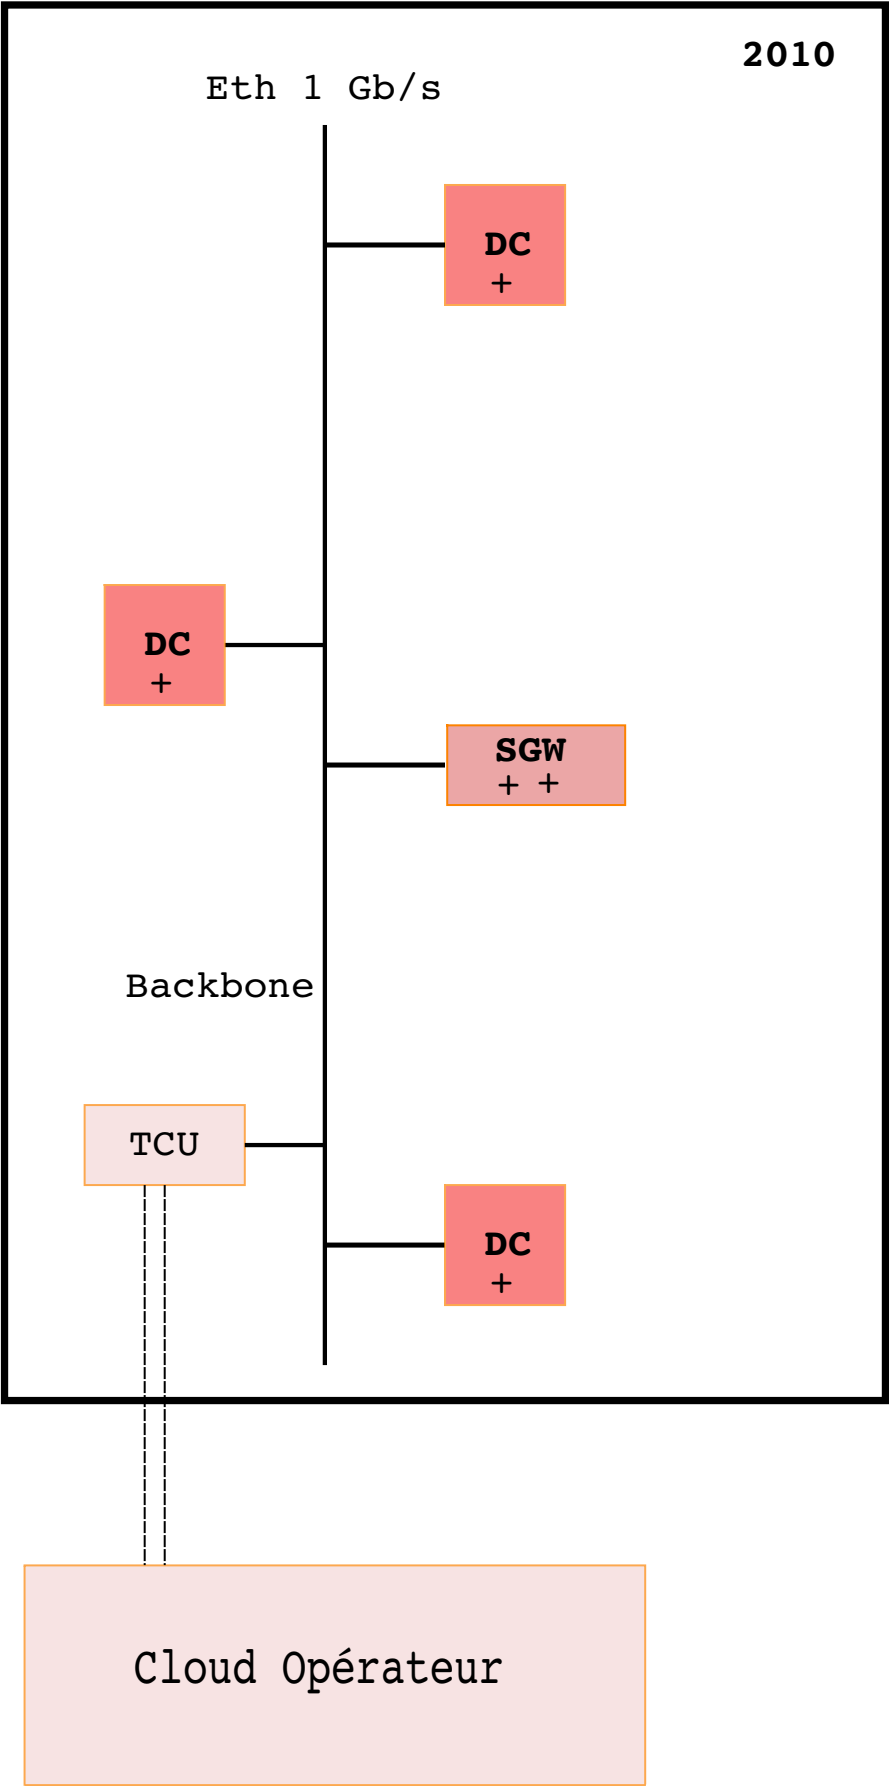 2010
Eth 1 Gb/s
DC
+
DC
+
SGW
+ +
Backbone
TCU
DC
+
Cloud Opérateur